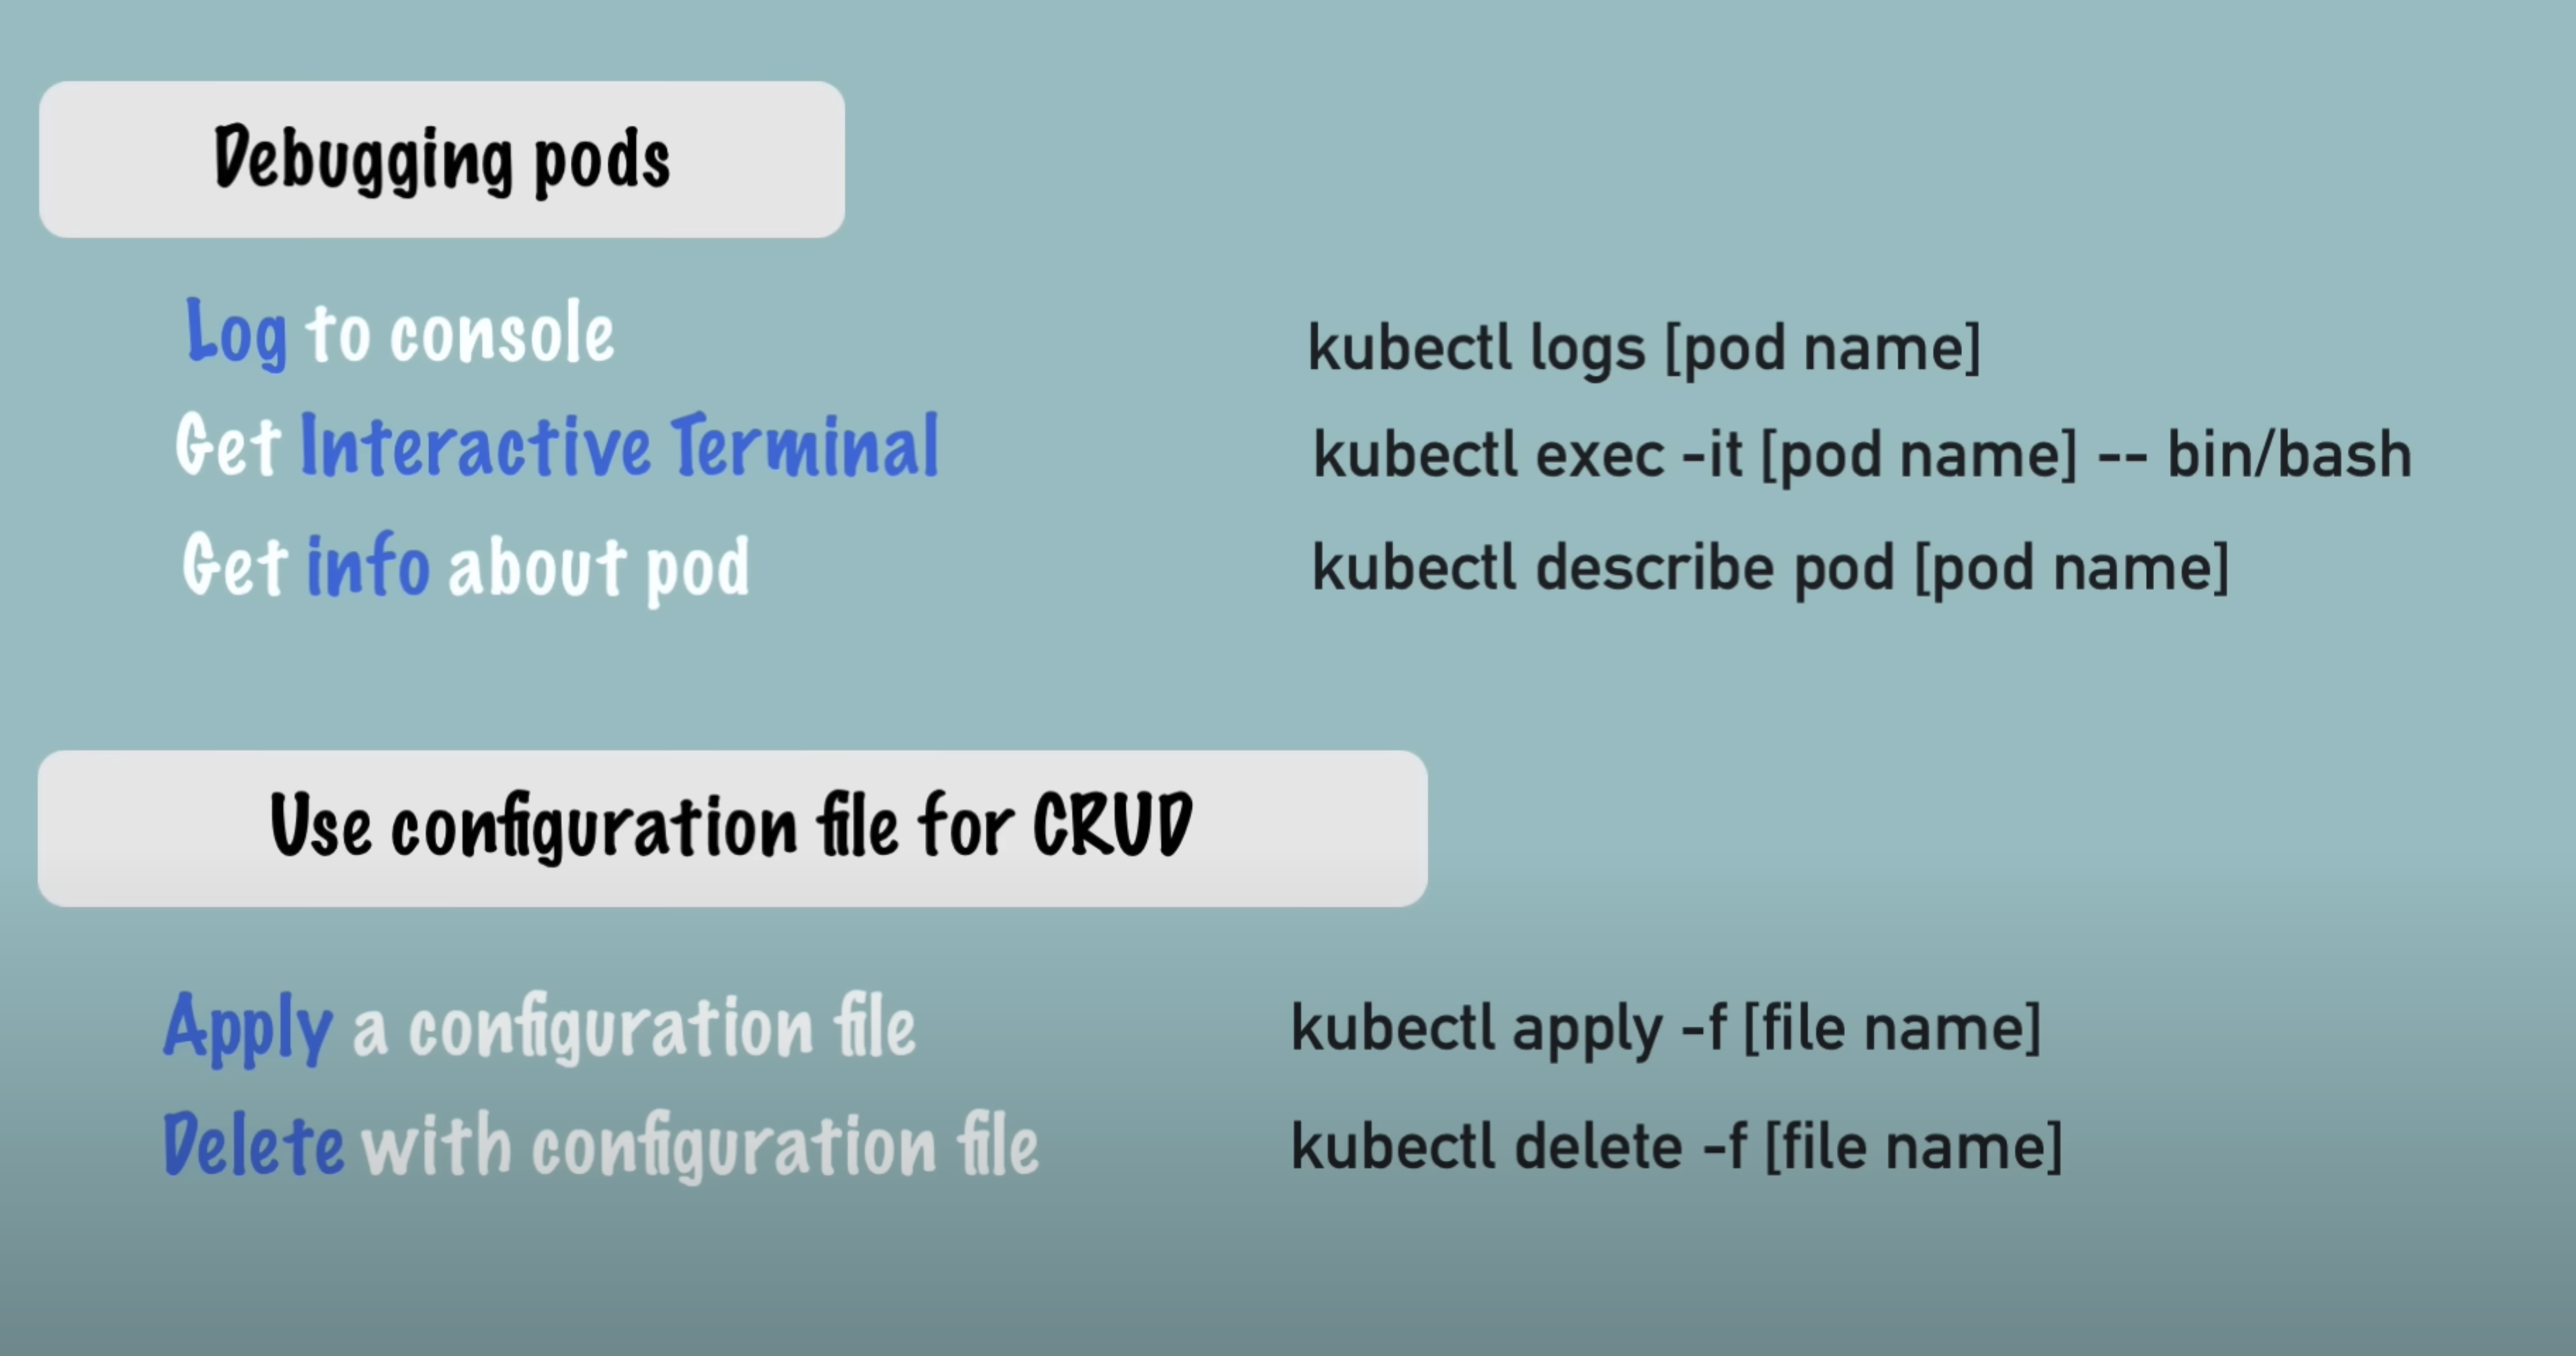 Debugging pods
Log to console kubectl logs [pod name]
Get Interactive Terminal kubectl exec -it [pod name] -- bin/bash
Get info about pod kubectl describe pod [pod name]
Use configuration file for CRUD
Apply a configuration file kubectl apply -f [file name]
Delete with configuration file kubectl delete -f [file name]